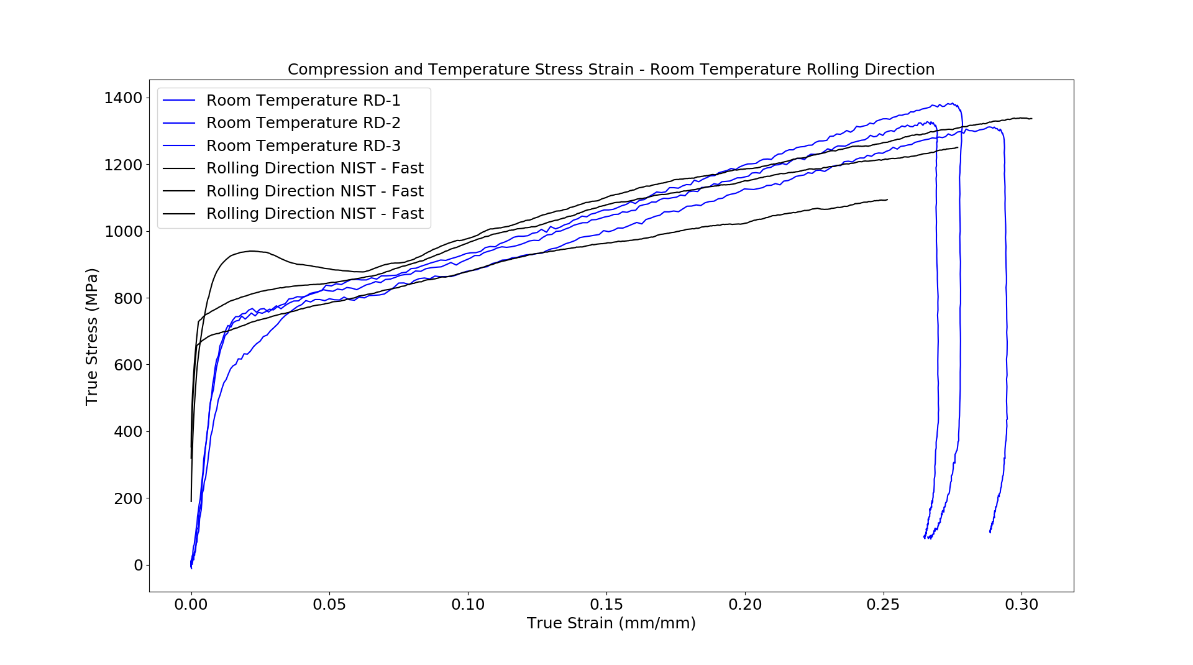 Compression and Temperature Stress Strain - Room Temperature Rolling Direction
Room Temperature RD-1
Room Temperature RD-2
Room Temperature RD-3
Rolling Direction NIST - Fast
Rolling Direction NIST - Fast
Rolling Direction NIST - Fast
True Stress (MPa)
1400
1200
1000
800
600
400
200
0
0.00 0.05 0.10 0.15 0.20 0.25 0.30
True Strain (mm/mm)